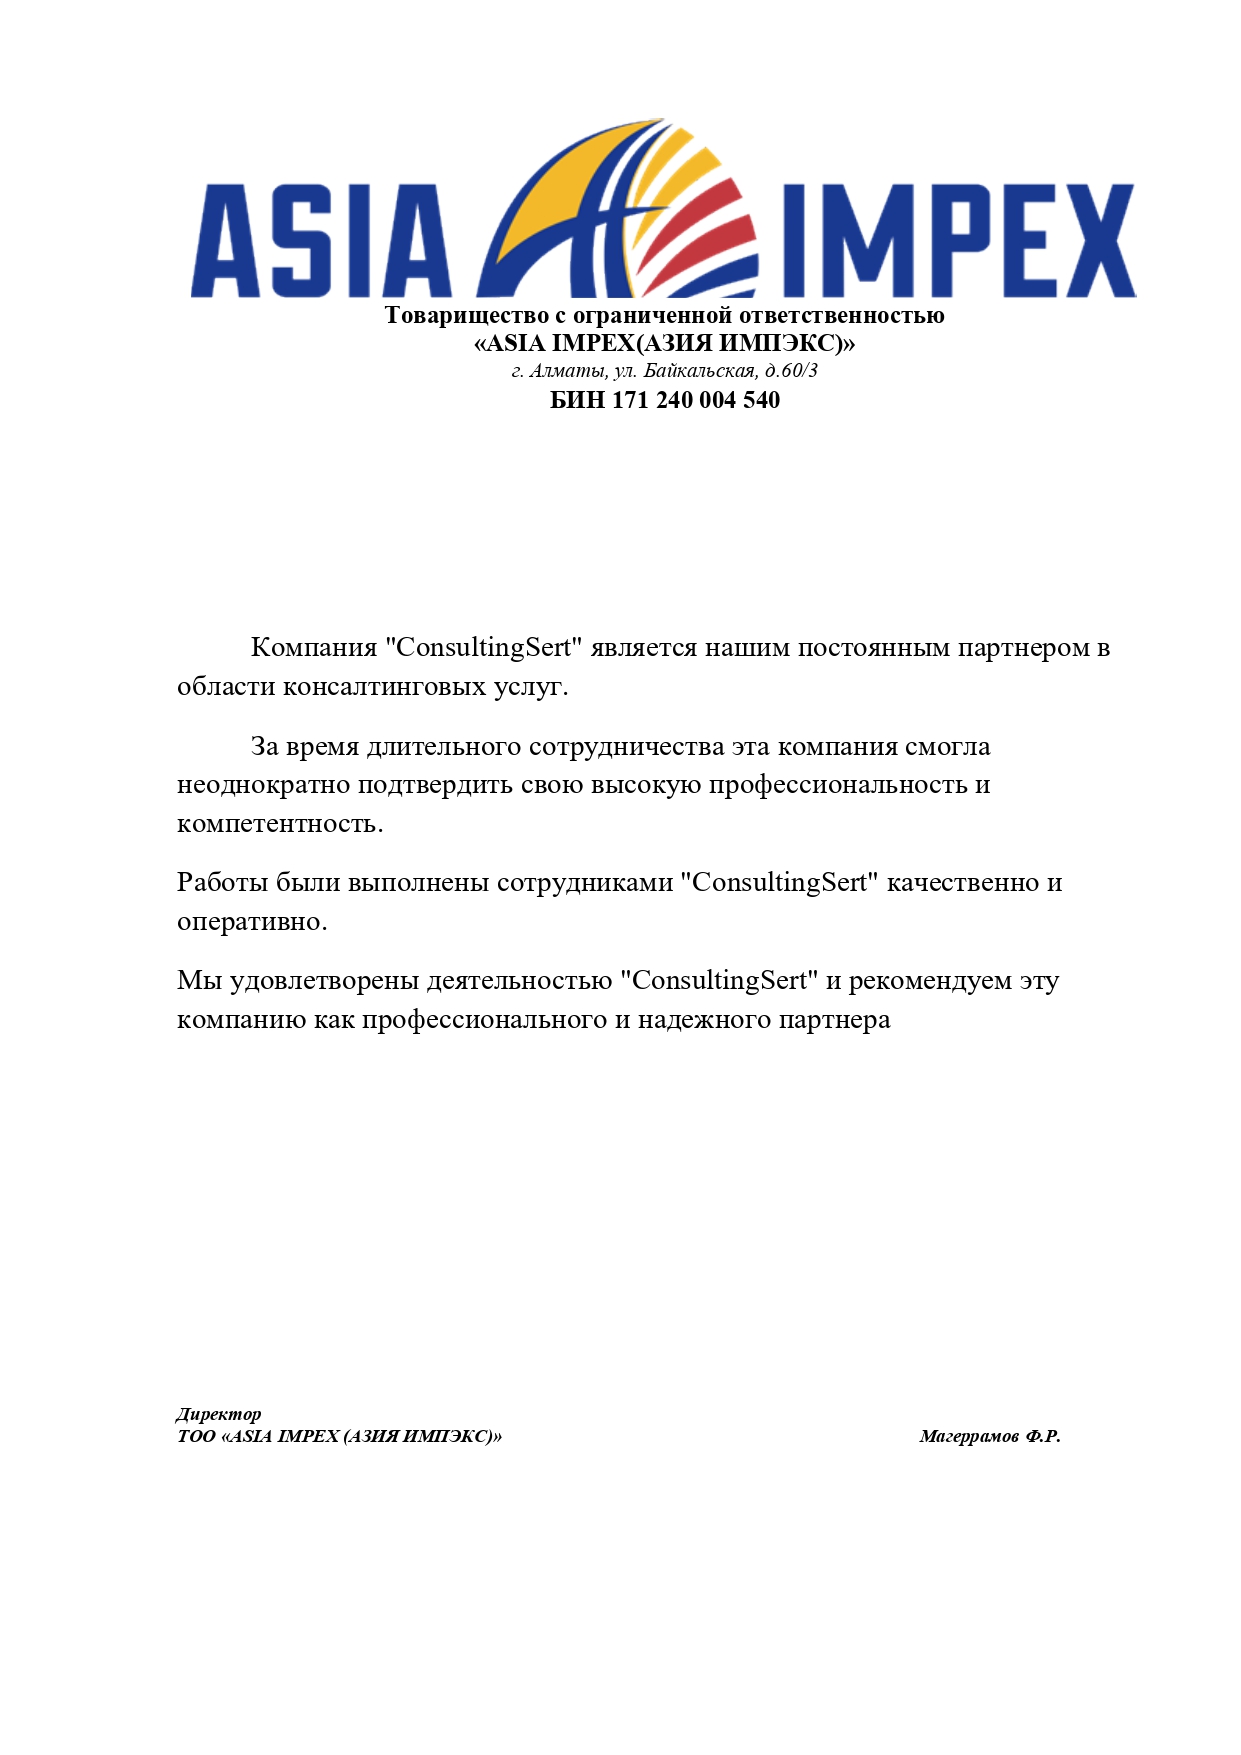 ASIA IMPEX
Товарищество с ограниченной ответственностью
«ASIA IMPEX(АЗИЯ ИМПЭКС)»
г. Алматы, ул. Байкальская, д.60/3
БИН 171 240 004 540
Компания "ConsultingSert" является нашим постоянным партнером в
области консалтинговых услуг.
За время длительного сотрудничества эта компания смогла
неоднократно подтвердить свою высокую профессиональность и
компетентность.
Работы были выполнены сотрудниками "ConsultingSert" качественно и
оперативно.
Мы удовлетворены деятельностью "ConsultingSert" и рекомендуем эту
компанию как профессионального и надежного партнера
Директор
ТОО «ASIA IMPEX (АЗИЯ ИМПЭКС)» Магеррамов Ф.Р.